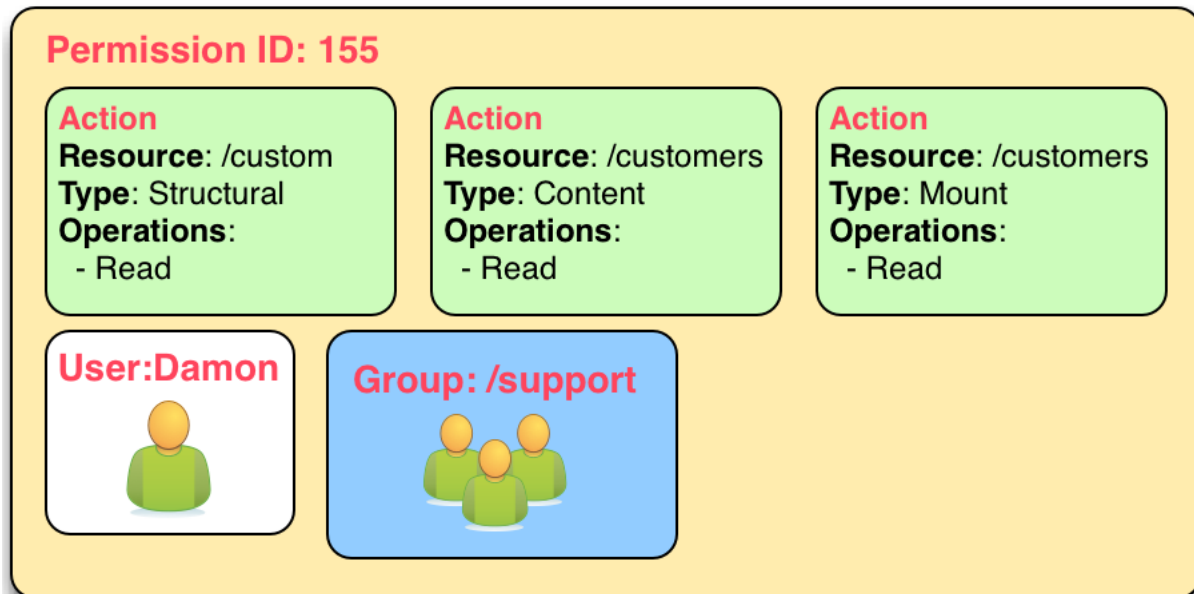 Permission ID: 155
Action
Resource: /custom
Type: Structural
Operations:
- Read
Action
Resource: /customers
Type: Content
Operations:
- Read
Action
Resource: /customers
Type: Mount
Operations:
- Read
User:Damon
Group: /support